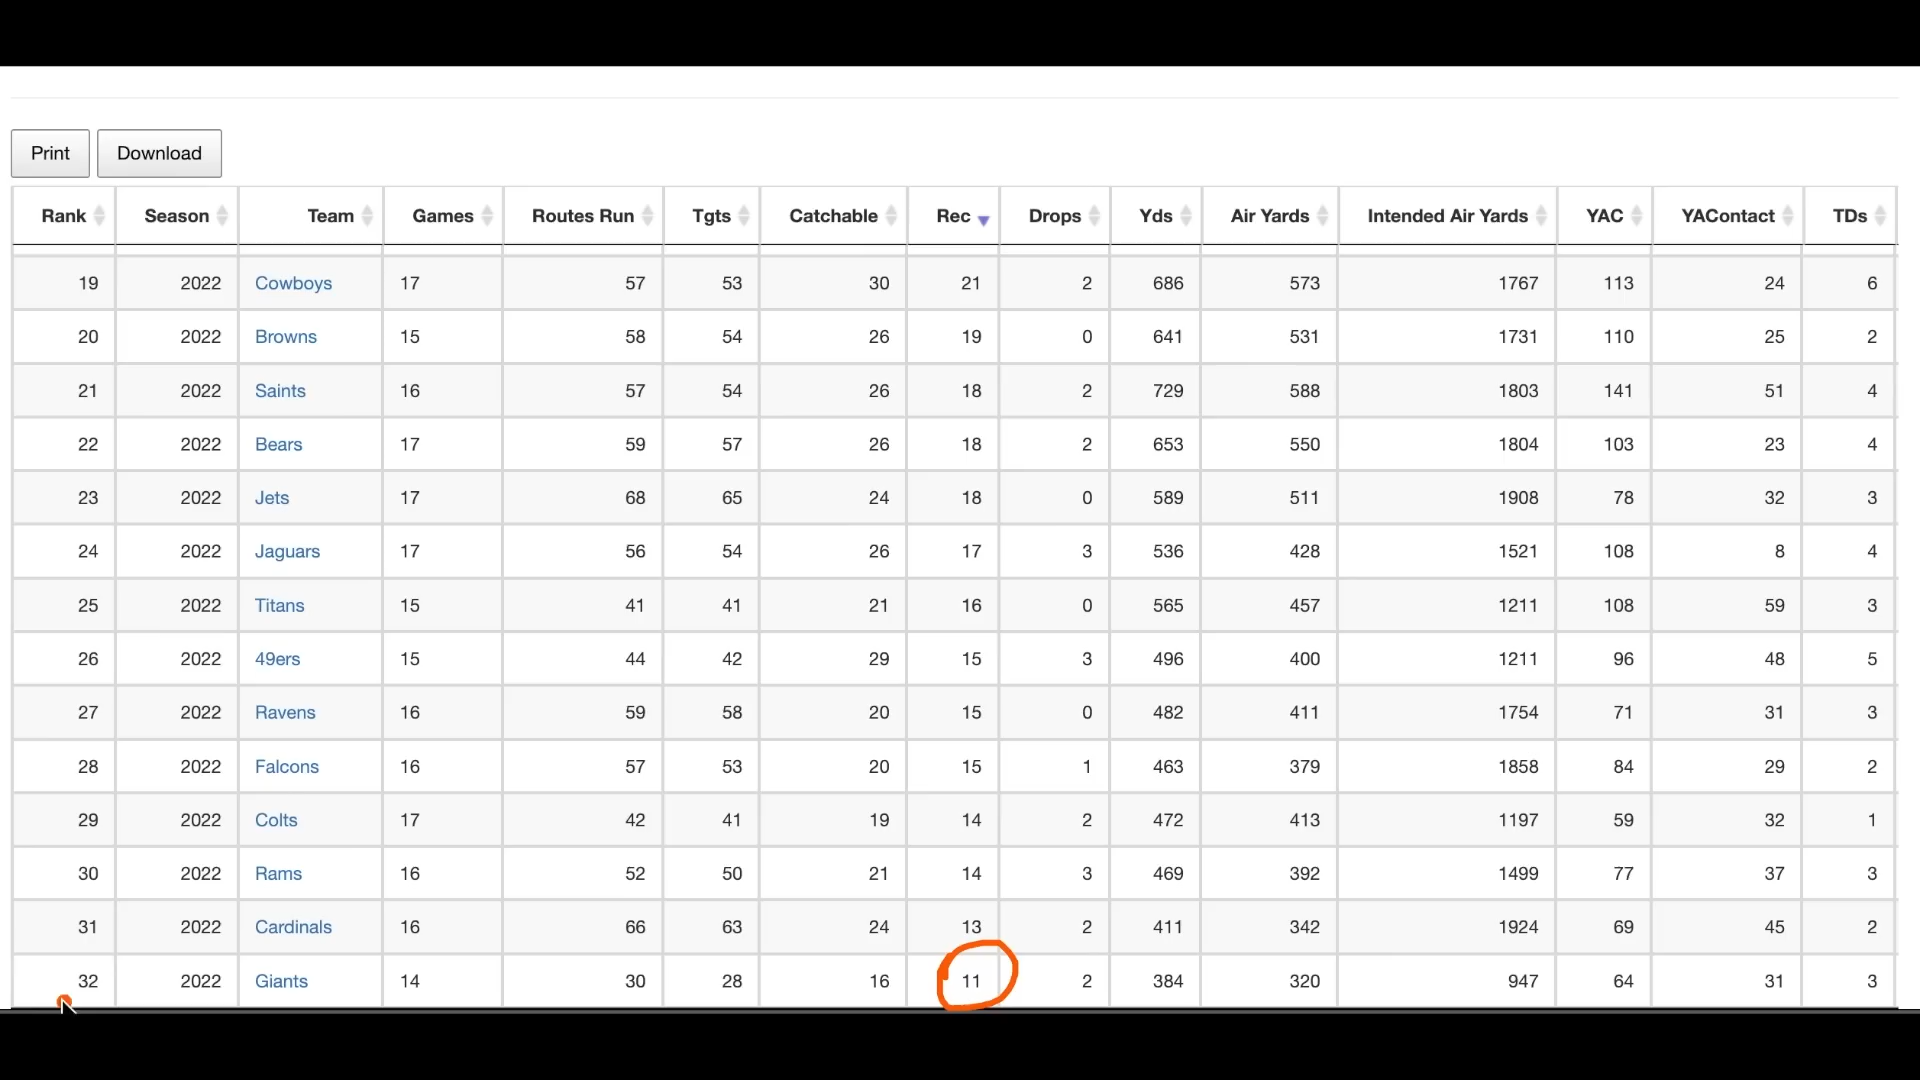 Print Download
Rank Season Team Games Routes Run Tgts Catchable Rec Drops Yds Air Yards Intended Air Yards YAC YAContact TDs
19 2022 Cowboys 17 57 53 30 21 2 686 573 1767 113 24 6
20 2022 Browns 15 58 54 26 19 0 641 531 1731 110 25 2
21 2022 Saints 16 57 54 26 18 2 729 588 1803 141 51 4
22 2022 Bears 17 59 57 26 18 2 653 550 1804 103 23 4
23 2022 Jets 17 68 65 24 18 0 589 511 1908 78 32 3
24 2022 Jaguars 17 56 54 26 17 3 536 428 1521 108 8 4
25 2022 Titans 15 41 41 21 16 0 565 457 1211 108 59 3
26 2022 49ers 15 44 42 29 15 3 496 400 1211 96 48 5
27 2022 Ravens 16 59 58 20 15 0 482 411 1754 71 31 3
28 2022 Falcons 16 57 53 20 15 1 463 379 1858 84 29 2
29 2022 Colts 17 42 41 19 14 2 472 413 1197 59 32 1
30 2022 Rams 16 52 50 21 14 3 469 392 1499 77 37 3
31 2022 Cardinals 16 66 63 24 13 2 411 342 1924 69 45 2
32 2022 Giants 14 30 28 16 11 2 384 320 947 64 31 3